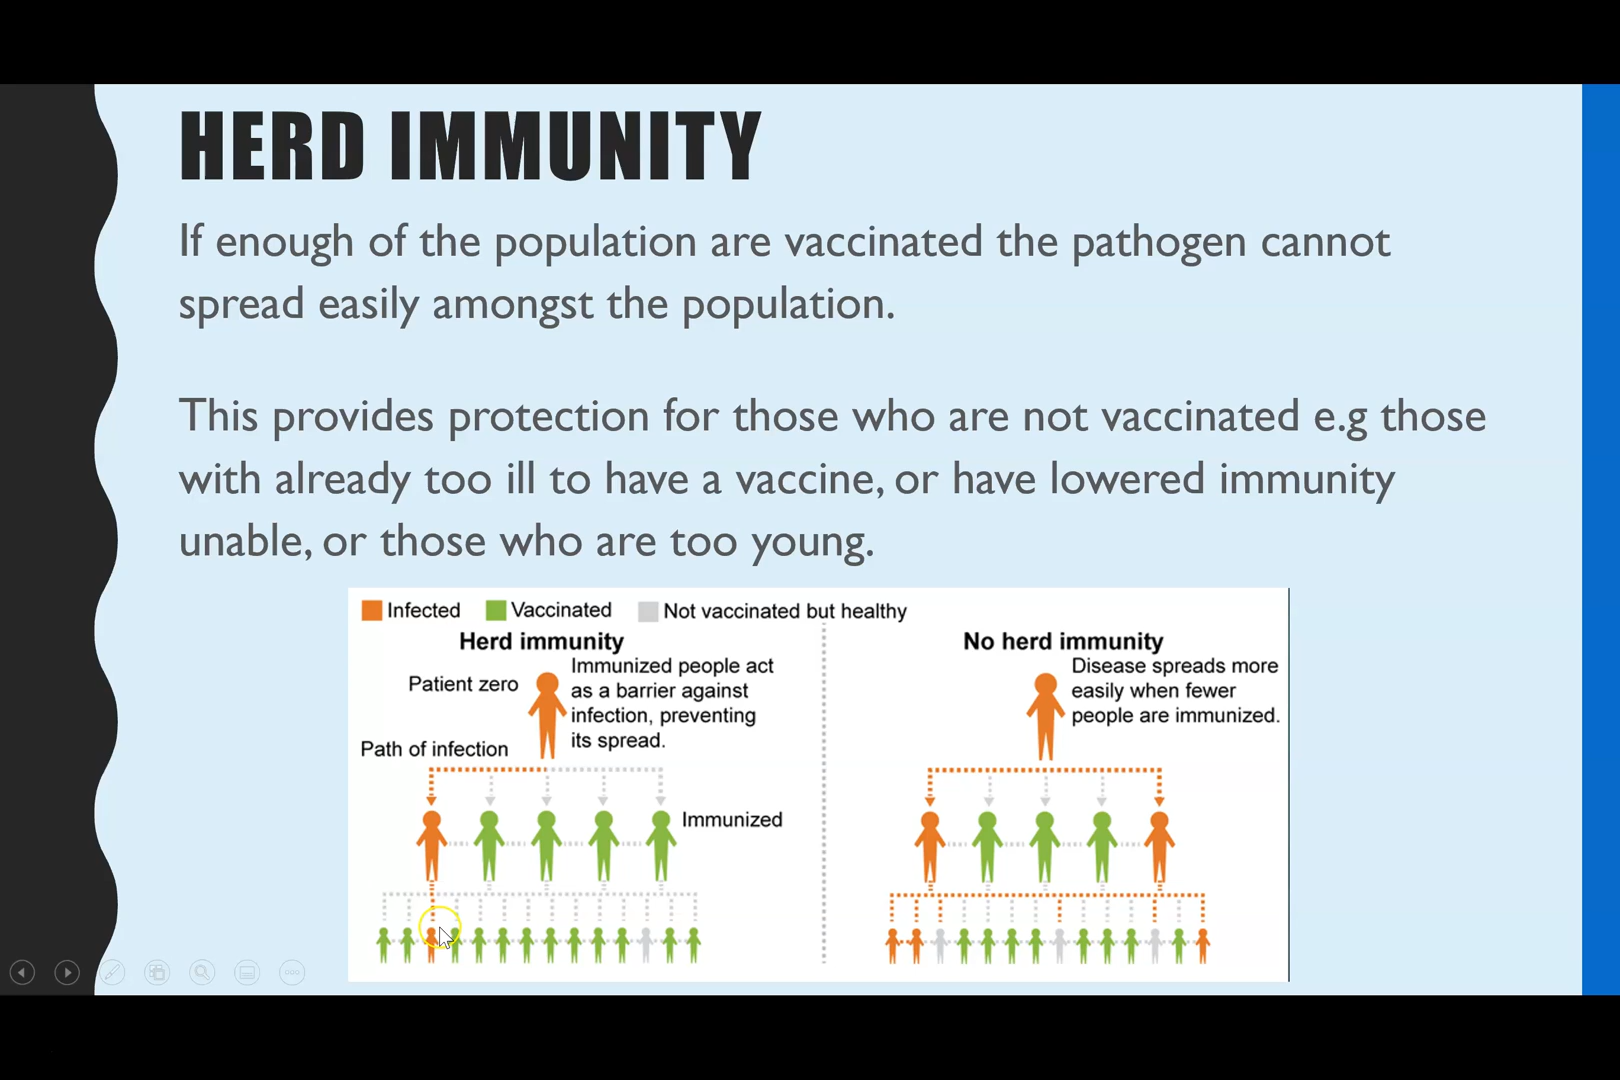 HERD IMMUNITY
If enough of the population are vaccinated the pathogen cannot
spread easily amongst the population.
This provides protection for those who are not vaccinated e.g those
with already too ill to have a vaccine, or have lowered immunity
unable, or those who are too young.
Infected
Vaccinated
Not vaccinated but healthy
Herd immunity
Patient zero
Immunized people act
as a barrier against
infection, preventing
its spread.
Path of infection
Immunized
No herd immunity
Disease spreads more
easily when fewer
people are immunized.